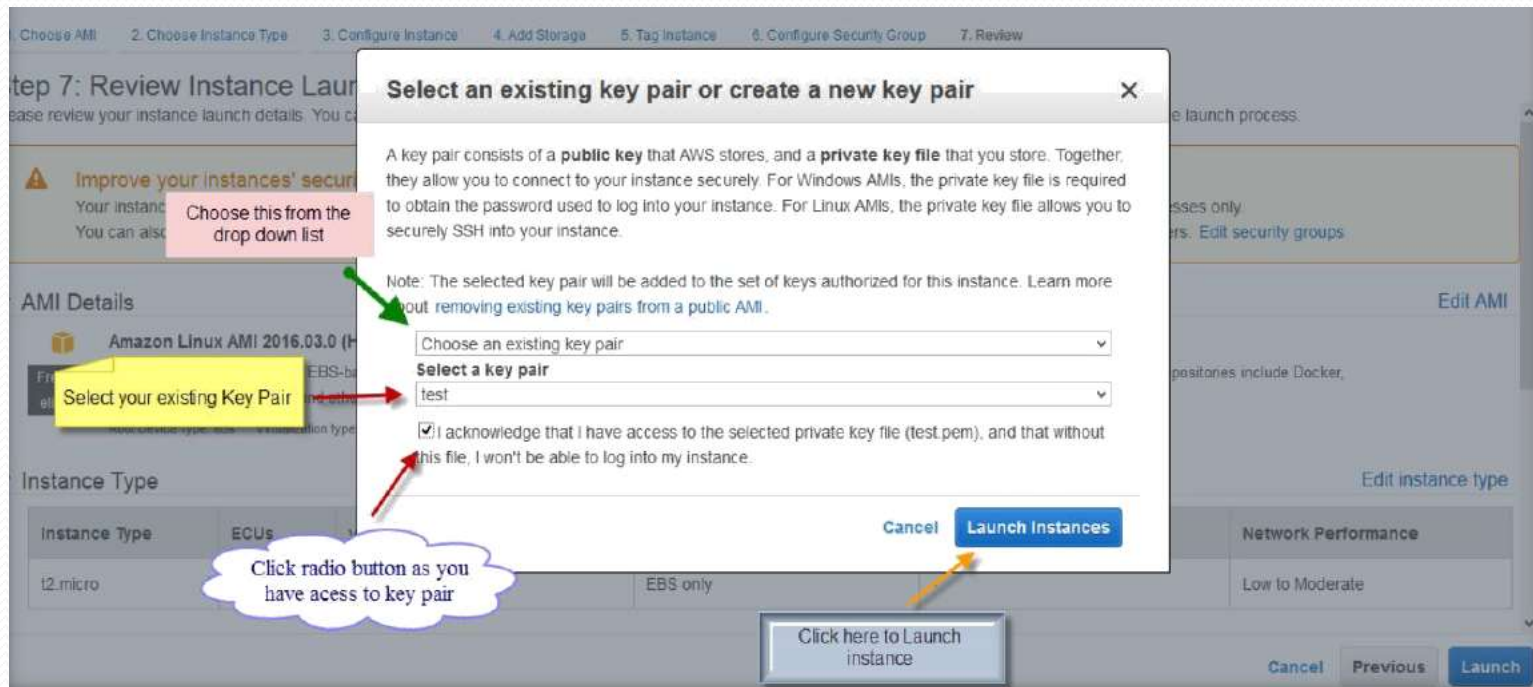 . Choose AMI 2. Choose Instance Type 3. Configure Instance 4. Add Storage 5. Tag Instance 6. Configure Security Group 7. Review
tep 7: Review Instance Laun
ease review your instance launch details. You ca
e launch process.
Improve your instances' securi
Your instanc
You can also
esses only.
ers. Edit security groups
Choose this from the
drop down list
Select an existing key pair or create a new key pair ×
A key pair consists of a public key that AWS stores, and a private key file that you store. Together,
they allow you to connect to your instance securely. For Windows AMIs, the private key file is required
to obtain the password used to log into your instance. For Linux AMIs, the private key file allows you to
securely SSH into your instance.
Note: The selected key pair will be added to the set of keys authorized for this instance. Learn more
about removing existing key pairs from a public AMI.
Choose an existing key pair
Select a key pair
test
I acknowledge that I have access to the selected private key file (test.pem), and that without
this file, I won't be able to log into my instance.
Cancel Launch Instances
AMI Details
Edit AMI
Amazon Linux AMI 2016.03.0 (H
EBS-ba
positories include Docker,
Select your existing Key Pair
Instance Type
Edit instance type
Instance Type ECUs Network Performance
t2.micro EBS only Low to Moderate
Click radio button as you
have acess to key pair
Click here to Launch
instance
Cancel Previous Launch